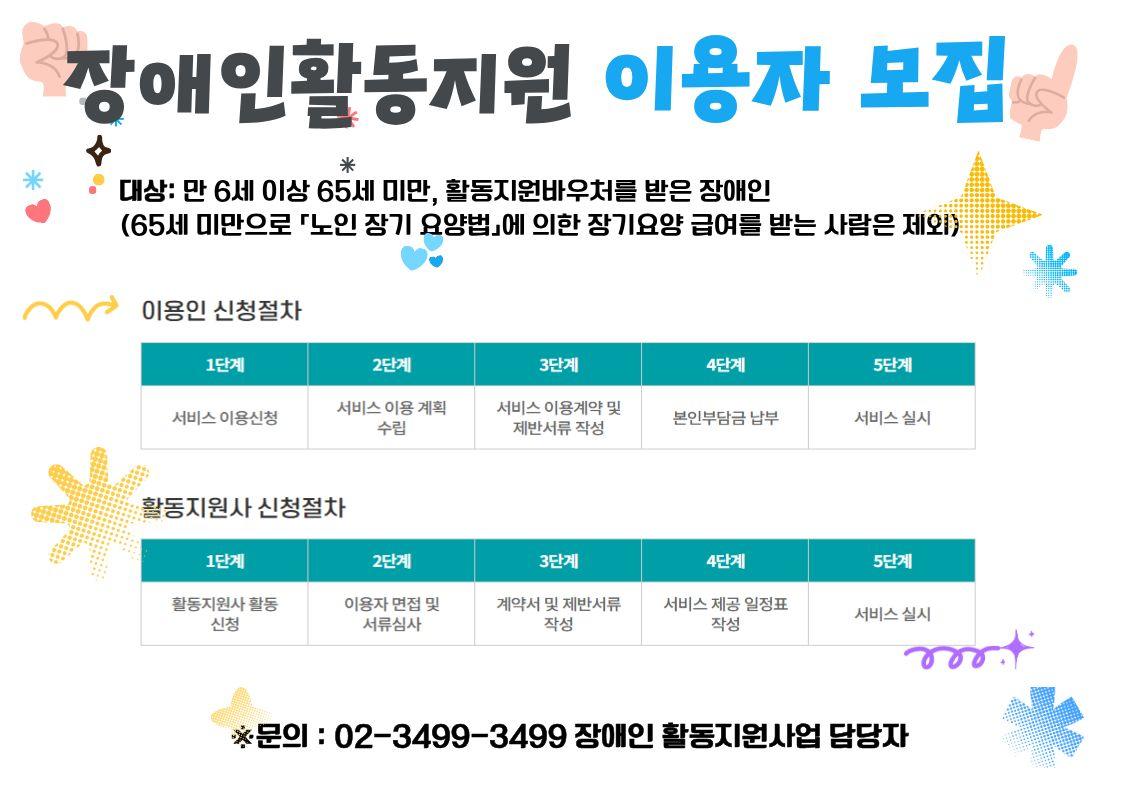 장애인활동지원 이용자 모집
대상: 만 6세 이상 65세 미만, 활동지원바우처를 받은 장애인
(65세 미만으로 「노인 장기 요양법」에 의한 장기요양 급여를 받는 사람은 제외)
이용인 신청절차
1단계 2단계 3단계 4단계 5단계
서비스 이용신청 서비스 이용 계획 수립 서비스 이용계약 및 제반서류 작성 본인부담금 납부 서비스 실시
활동지원사 신청절차
1단계 2단계 3단계 4단계 5단계
활동지원사 활동 신청 이용자 면접 및 서류심사 계약서 및 제반서류 작성 서비스 제공 일정표 작성 서비스 실시
※문의 : 02-3499-3499 장애인 활동지원사업 담당자